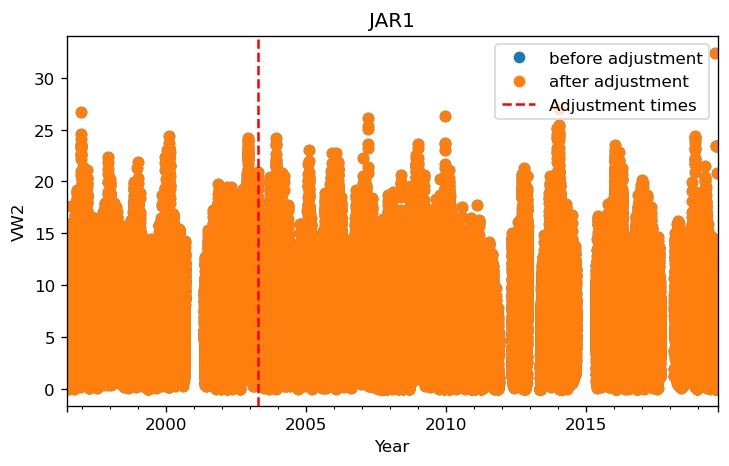 JAR1
before adjustment
after adjustment
Adjustment times
VW2
30
25
20
15
10
5
0
2000
2005
2010
2015
Year